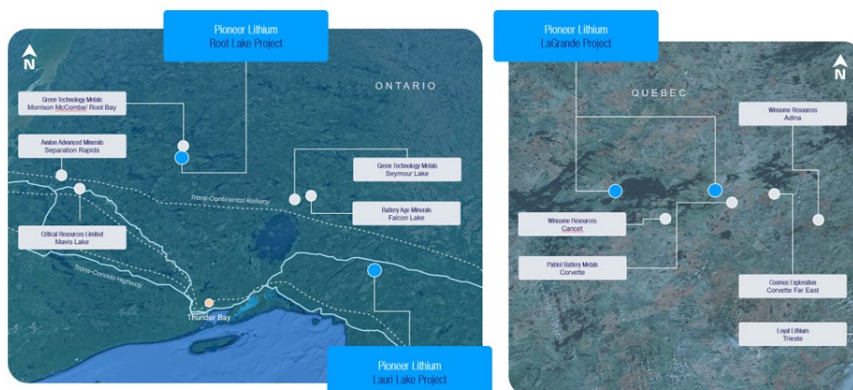 Pioneer Lithium
Root Lake Project
N
ONTARIO
Green Technology Metals
Morrison McCombe/ Root Bay
Avalon Advanced Minerals
Separation Rapids
Green Technology Metals
Seymour Lake
Trans-Continental Railway
Battery Age Minerals
Falcon Lake
Critical Resources Limited
Mavis Lake
Trans-Canada Highway
Thunder Bay
Pioneer Lithium
Lauri Lake Project
Pioneer Lithium
LaGrande Project
N
QUEBEC
Winsome Resources
Adina
Winsome Resources
Cancet
Patriot Battery Metals
Corvette
Cosmos Exploration
Corvette Far East
Loyal Lithium
Trieste